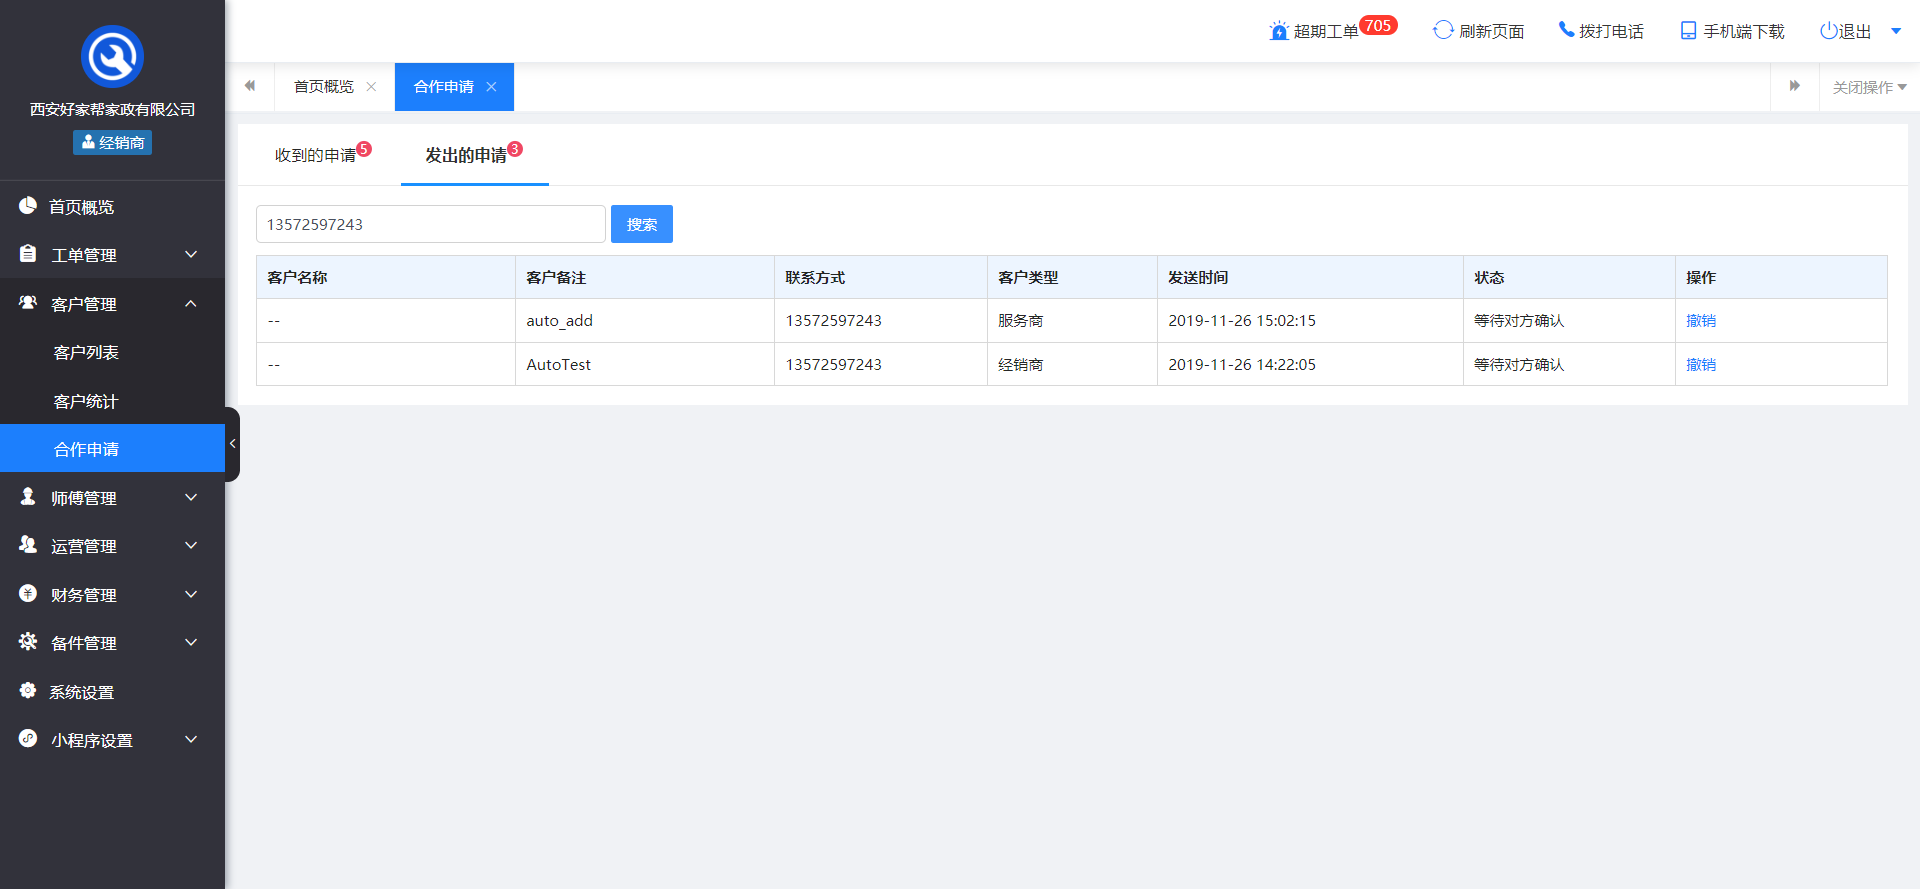 西安好家帮家政有限公司
经销商
首页概览
工单管理
客户管理
客户列表
客户统计
合作申请
师傅管理
运营管理
财务管理
备件管理
系统设置
小程序设置
超期工单 705 刷新页面 拨打电话 手机端下载 退出
首页概览 合作申请 关闭操作
收到的申请 5 发出的申请 3
13572597243 搜索
客户名称 客户备注 联系方式 客户类型 发送时间 状态 操作
-- auto_add 13572597243 服务商 2019-11-26 15:02:15 等待对方确认 撤销
-- AutoTest 13572597243 经销商 2019-11-26 14:22:05 等待对方确认 撤销